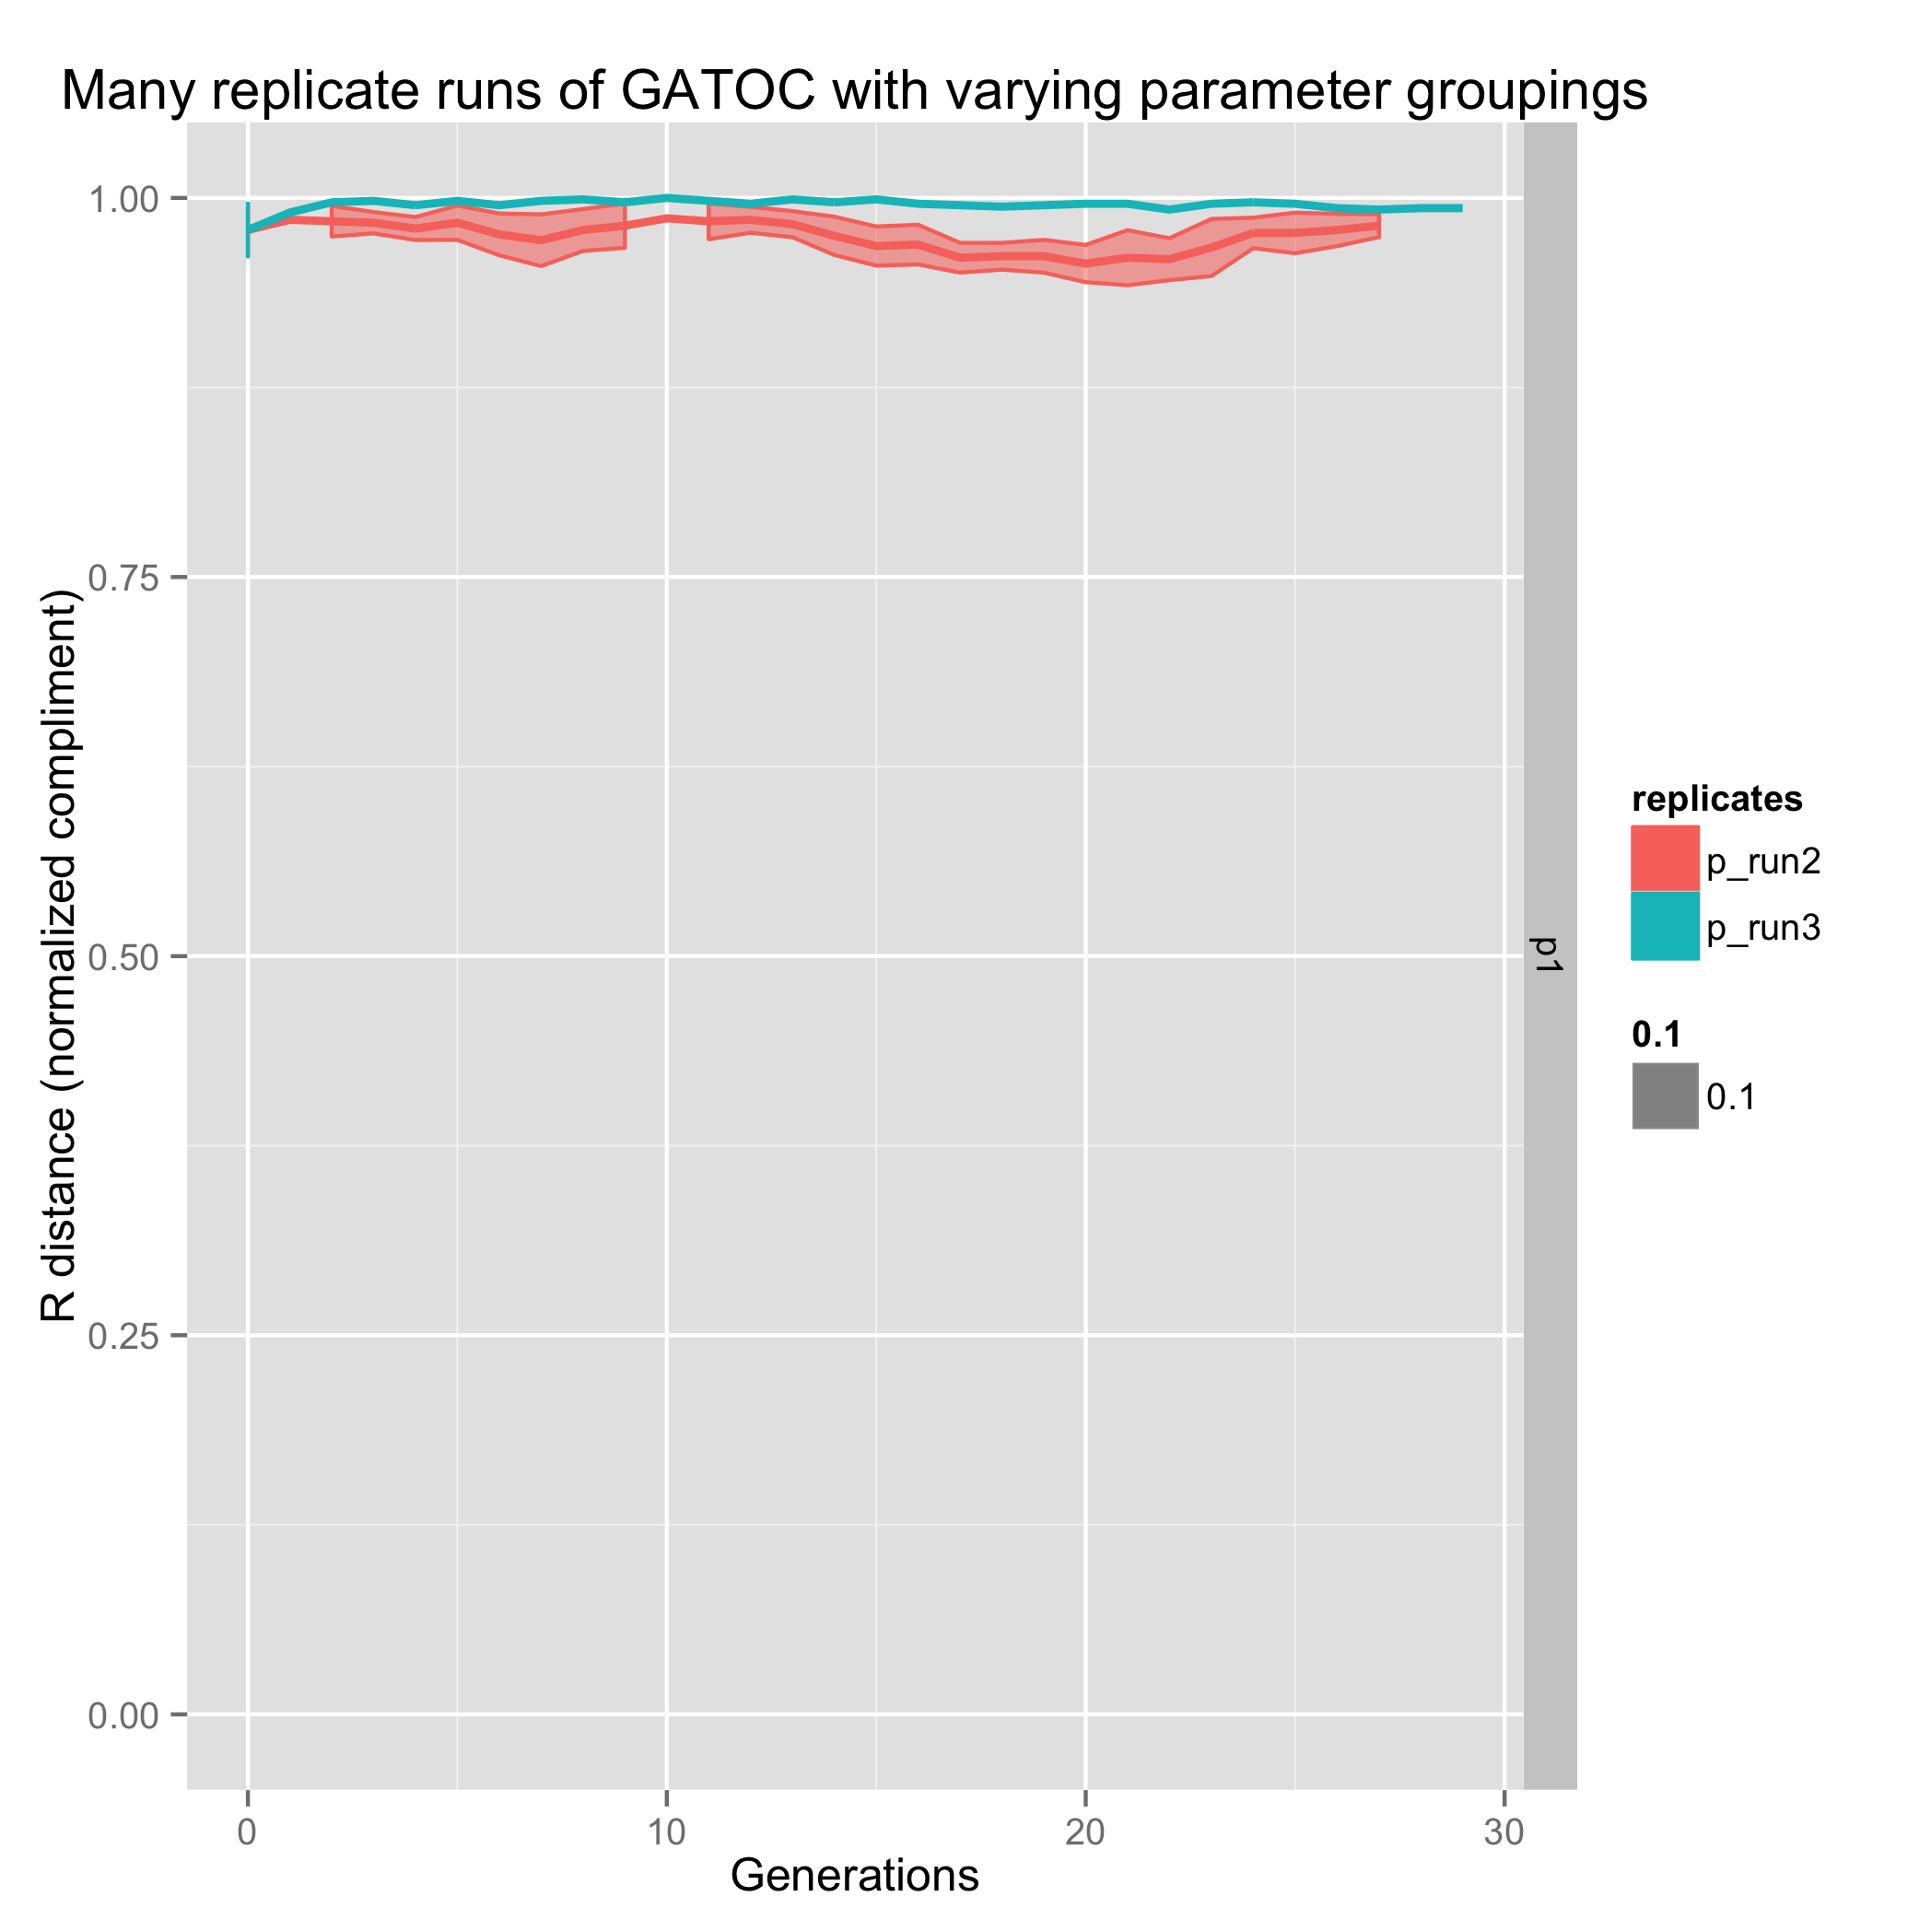 Many replicate runs of GATOC with varying parameter groupings
R distance (normalized compliment)
1.00
0.75
0.50
0.25
0.00
0
10
20
30
Generations
p1
replicates
p_run2
p_run3
0.1
0.1